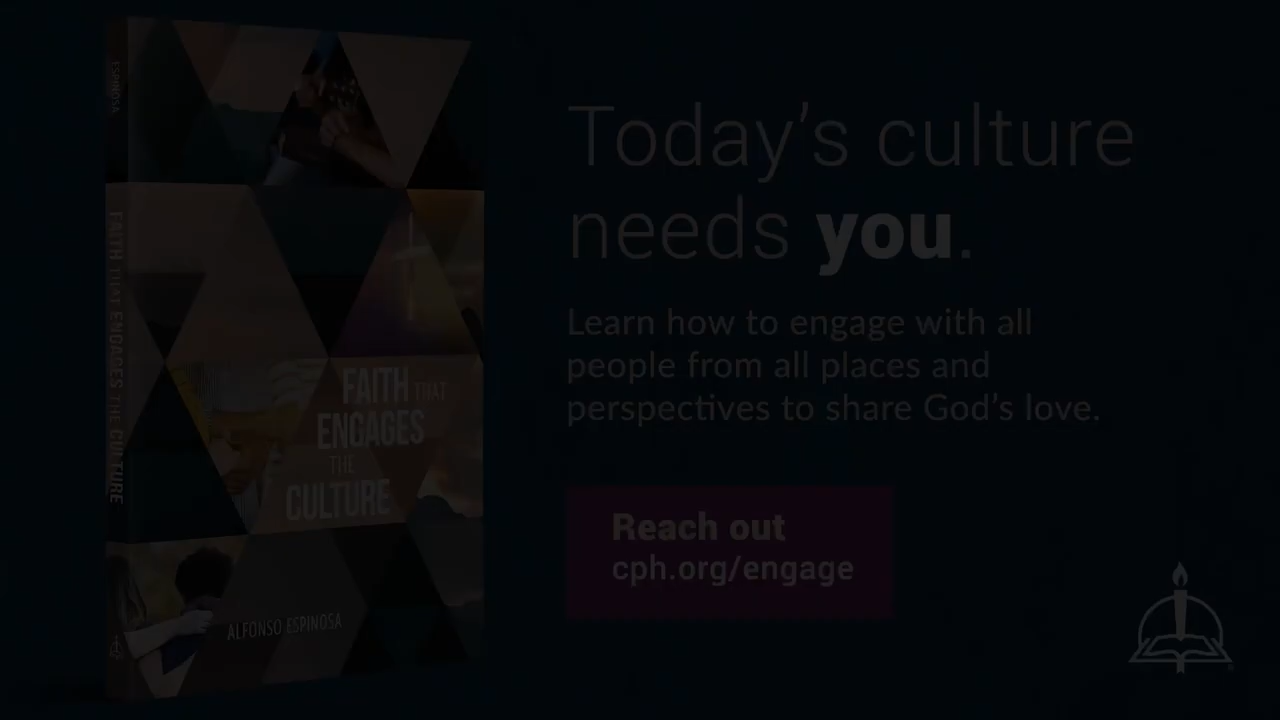 ESPINOSA
FAITH THAT ENGAGES THE CULTURE
FAITH THAT
ENGAGES
THE
CULTURE
ALFONSO ESPINOSA
Today's culture
needs you.
Learn how to engage with all
people from all places and
perspectives to share God's love.
Reach out
cph.org/engage